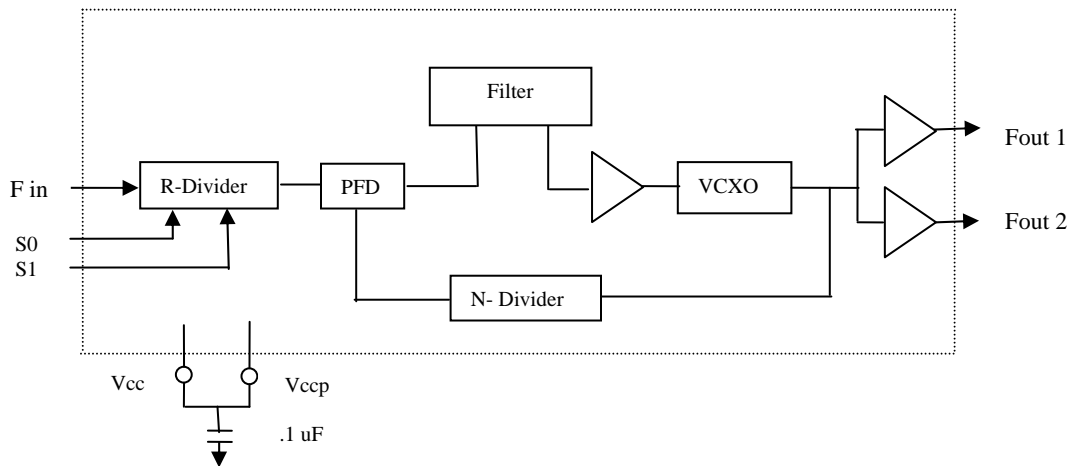 Filter
Fout 1
F in
R-Divider
PFD
VCXO
Fout 2
S0
S1
N- Divider
Vcc
Vccp
.1 uF